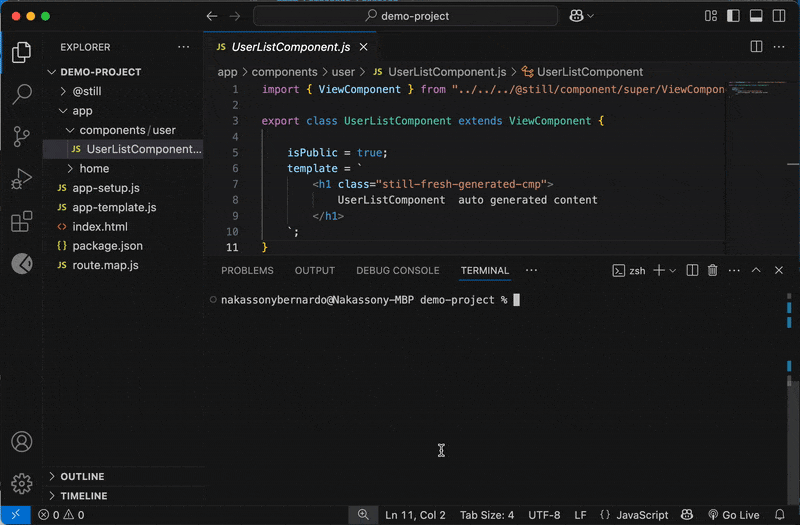 demo-project
EXPLORER
DEMO-PROJECT
@still
app
components/user
JS UserListComponent...
home
JS app-setup.js
JS app-template.js
<> index.html
{} package.json
JS route.map.js
OUTLINE
TIMELINE
JS UserListComponent.js
app > components > user > JS UserListComponent.js > UserListComponent
1 import { ViewComponent } from "../../../@still/component/super/ViewCompon
2
3 export class UserListComponent extends ViewComponent {
4
5 isPublic = true;
6 template = `
7 <h1 class="still-fresh-generated-cmp">
8 UserListComponent  auto generated content
9 </h1>
10 `;
11 }
PROBLEMS OUTPUT DEBUG CONSOLE TERMINAL ... zsh
nakassonybernardo@Nakassony-MBP demo-project %
0 0 Ln 11, Col 2 Tab Size: 4 UTF-8 LF {} JavaScript Go Live